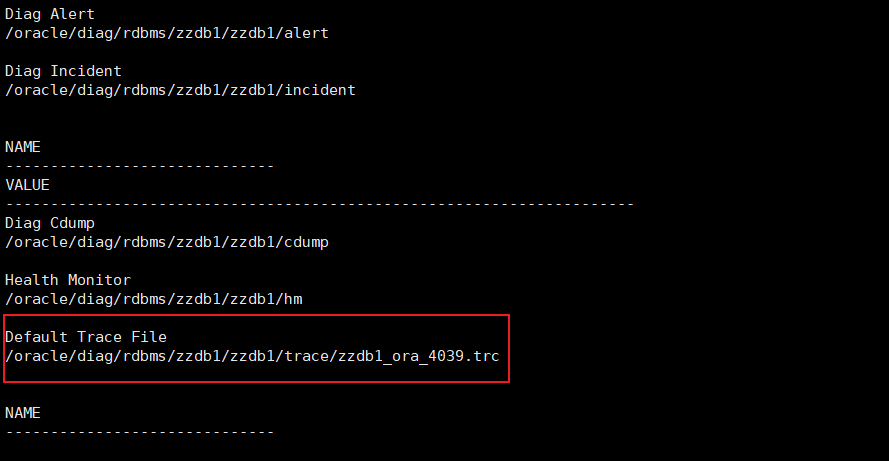 Diag Alert
/oracle/diag/rdbms/zzdb1/zzdb1/alert
Diag Incident
/oracle/diag/rdbms/zzdb1/zzdb1/incident
NAME
------------------------------
VALUE
----------------------------------------------------------------------
Diag Cdump
/oracle/diag/rdbms/zzdb1/zzdb1/cdump
Health Monitor
/oracle/diag/rdbms/zzdb1/zzdb1/hm
Default Trace File
/oracle/diag/rdbms/zzdb1/zzdb1/trace/zzdb1_ora_4039.trc
NAME
------------------------------